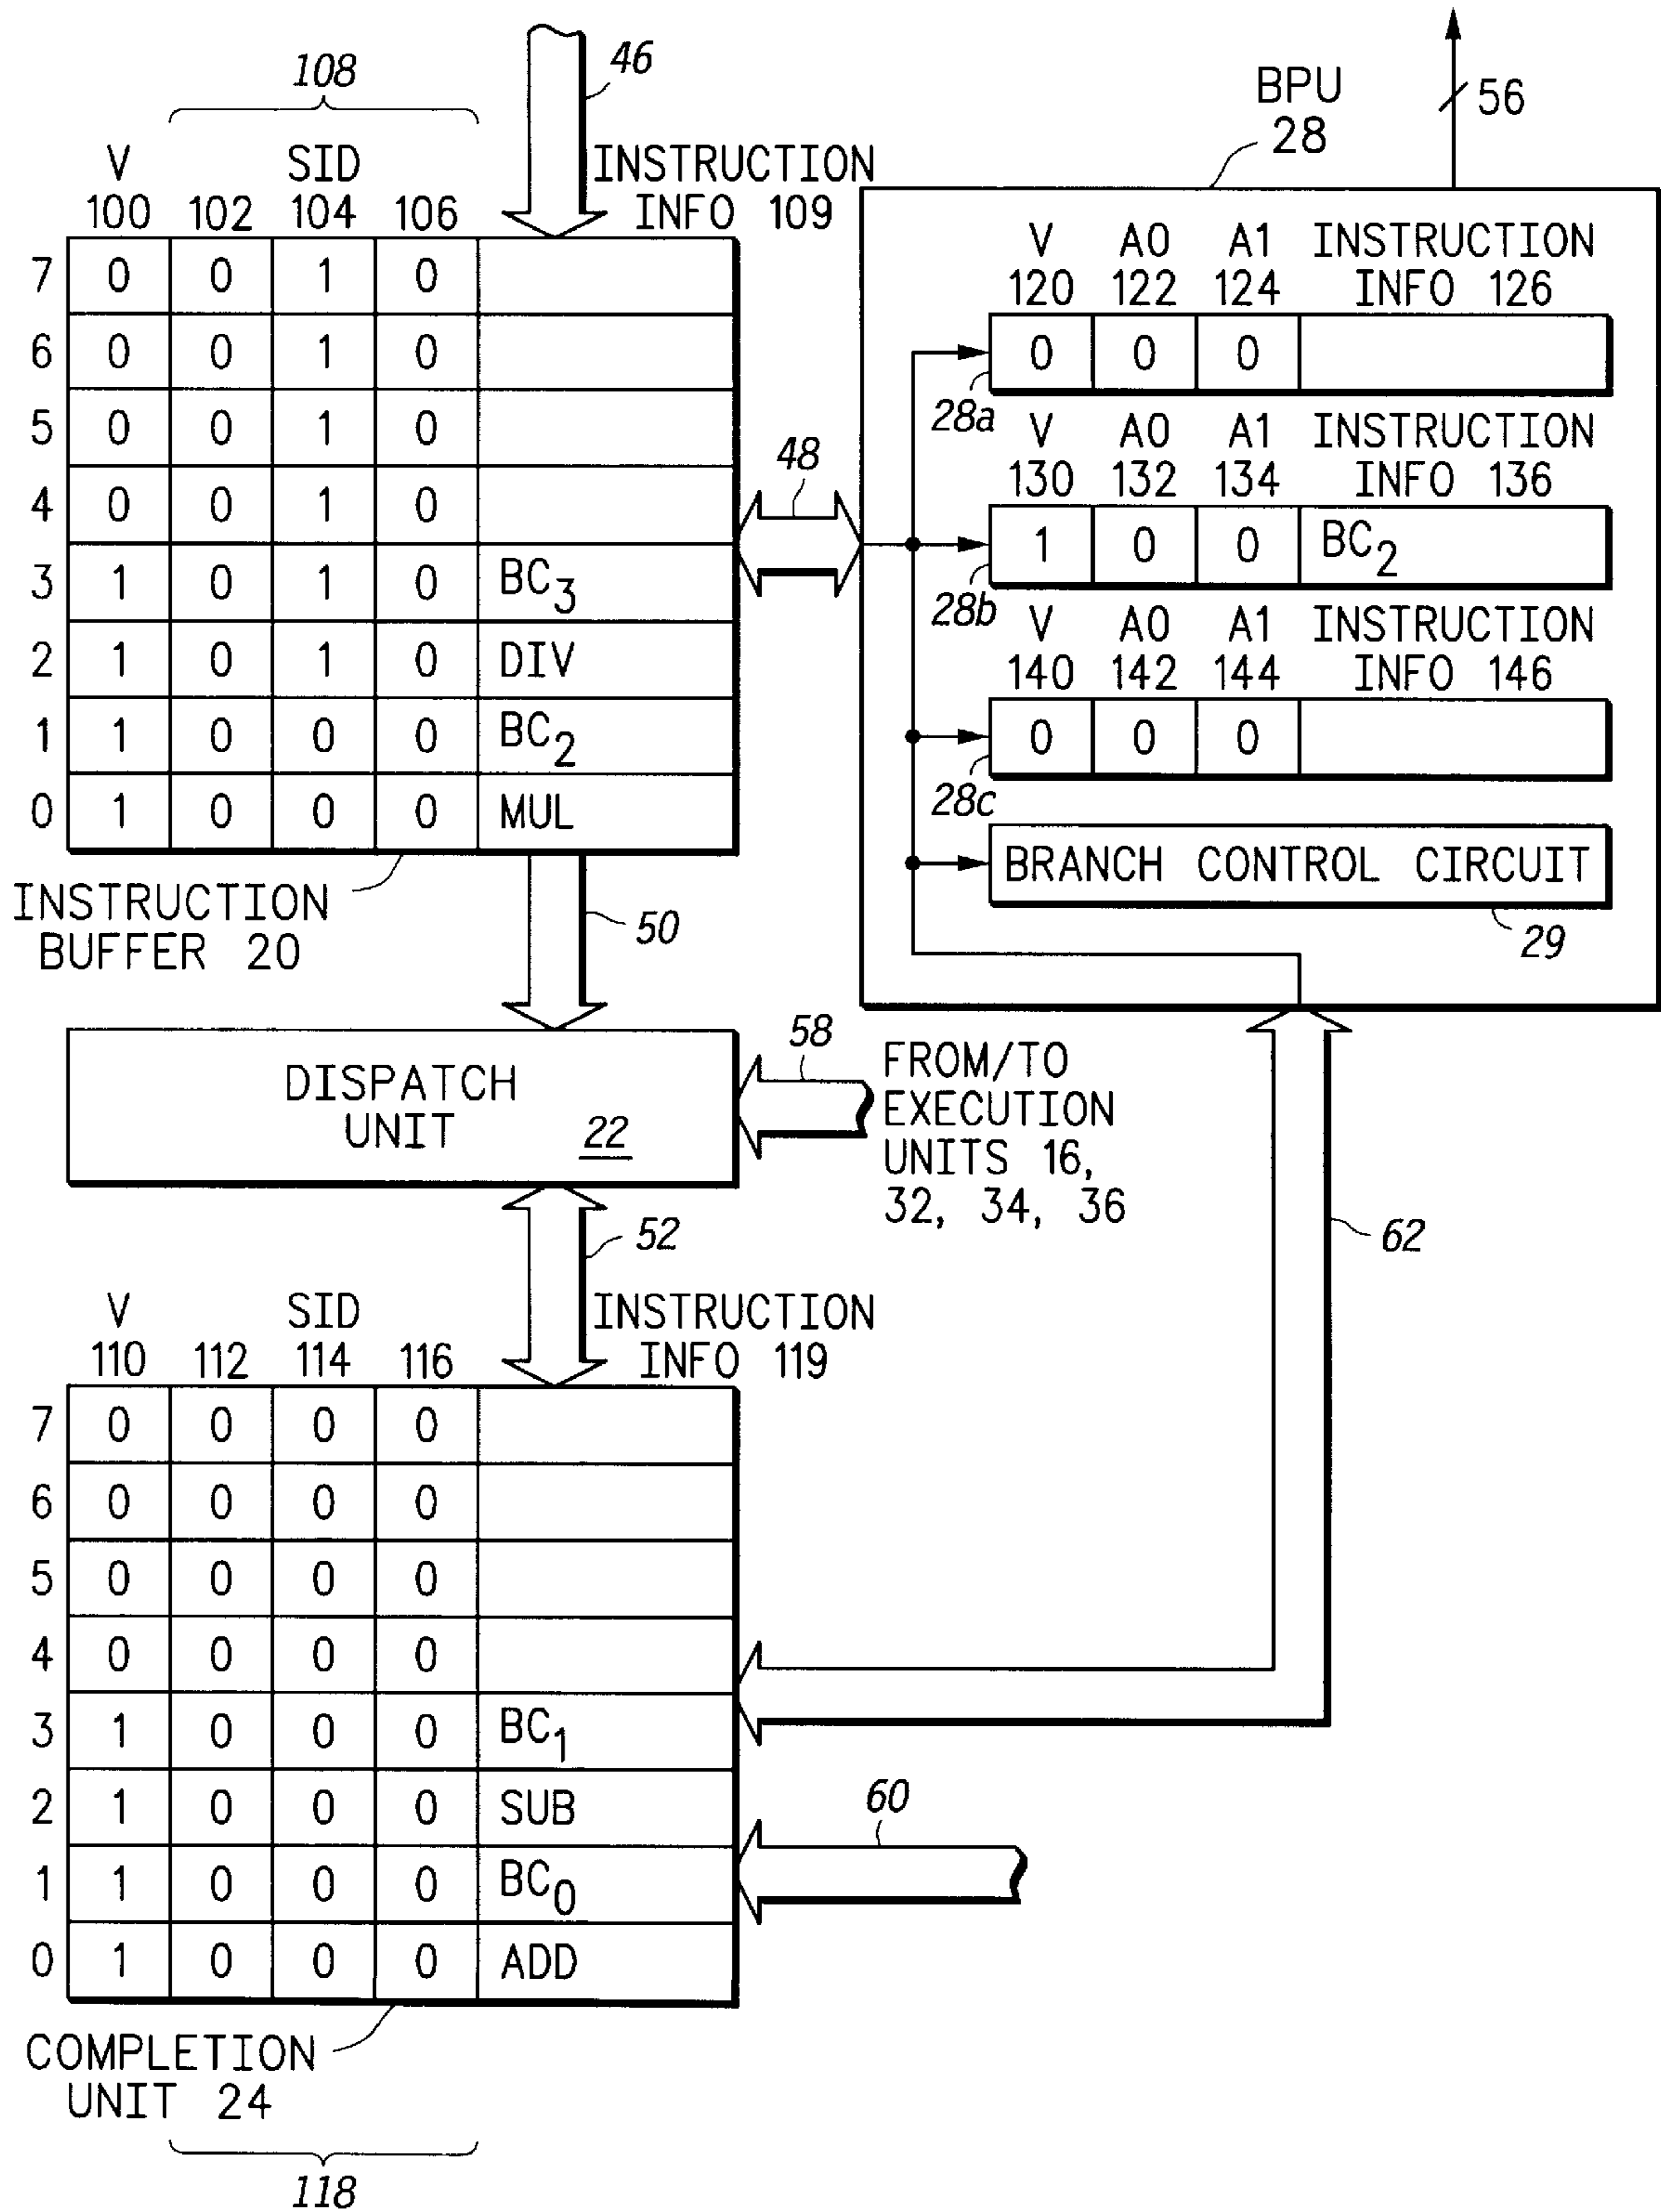 108
46
V SID INSTRUCTION
100 102 104 106 INFO 109
7 0 0 1 0
6 0 0 1 0
5 0 0 1 0
4 0 0 1 0
3 1 0 1 0 BC3
2 1 0 1 0 DIV
1 1 0 0 0 BC2
0 1 0 0 0 MUL
INSTRUCTION
BUFFER 20
48
50
BPU
28
56
V A0 A1 INSTRUCTION
120 122 124 INFO 126
0 0 0
28a
V A0 A1 INSTRUCTION
130 132 134 INFO 136
1 0 0 BC2
28b
V A0 A1 INSTRUCTION
140 142 144 INFO 146
0 0 0
28c
BRANCH CONTROL CIRCUIT
29
DISPATCH
UNIT 22
58
FROM/TO
EXECUTION
UNITS 16,
32, 34, 36
52
62
V SID INSTRUCTION
110 112 114 116 INFO 119
7 0 0 0 0
6 0 0 0 0
5 0 0 0 0
4 0 0 0 0
3 1 0 0 0 BC1
2 1 0 0 0 SUB
1 1 0 0 0 BC0
0 1 0 0 0 ADD
60
COMPLETION
UNIT 24
118